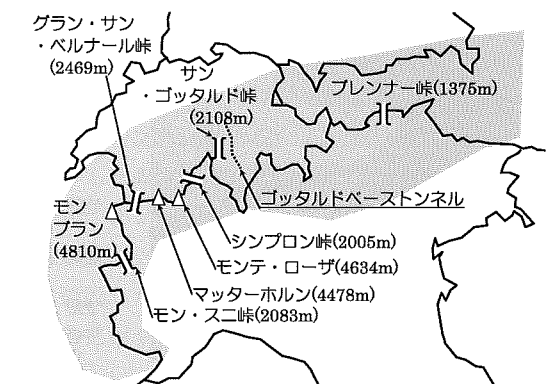 グラン・サン
・ベルナール峠
(2469m)
サン
・ゴッタルド峠
(2108m)
ブレンナー峠(1375m)
ゴッタルドベーストンネル
モン
ブラン
(4810m)
シンプロン峠(2005m)
モンテ・ローザ(4634m)
マッターホルン(4478m)
モン・スニ峠(2083m)